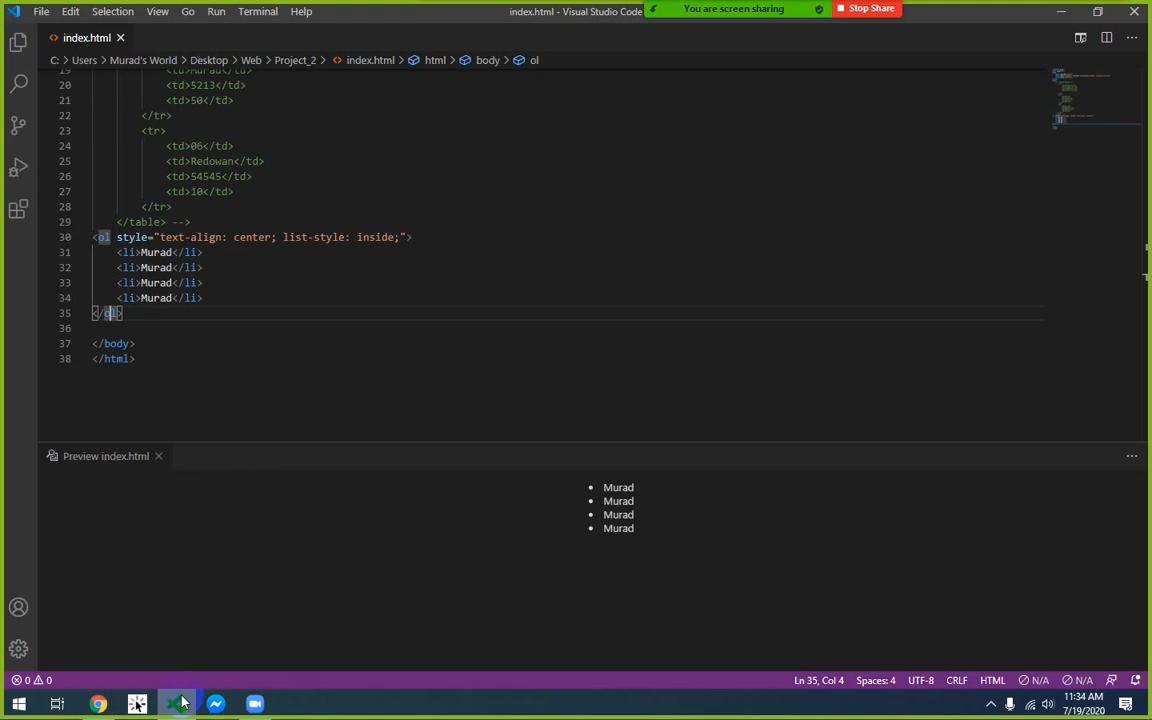 File Edit Selection View Go Run Terminal Help index.html - Visual Studio Code You are screen sharing Stop Share
index.html
C: > Users > Murad's World > Desktop > Web > Project_2 > index.html > html > body > ol
19 <td>Murad</td>
20 <td>5213</td>
21 <td>50</td>
22 </tr>
23 <tr>
24 <td>06</td>
25 <td>Redowan</td>
26 <td>54545</td>
27 <td>10</td>
28 </tr>
29 </table> -->
30 <ol style="text-align: center; list-style: inside;">
31 <li>Murad</li>
32 <li>Murad</li>
33 <li>Murad</li>
34 <li>Murad</li>
35 </ol>
36
37 </body>
38 </html>
Preview index.html
• Murad
• Murad
• Murad
• Murad
0 0 Ln 35, Col 4 Spaces: 4 UTF-8 CRLF HTML N/A N/A
11:34 AM
7/19/2020